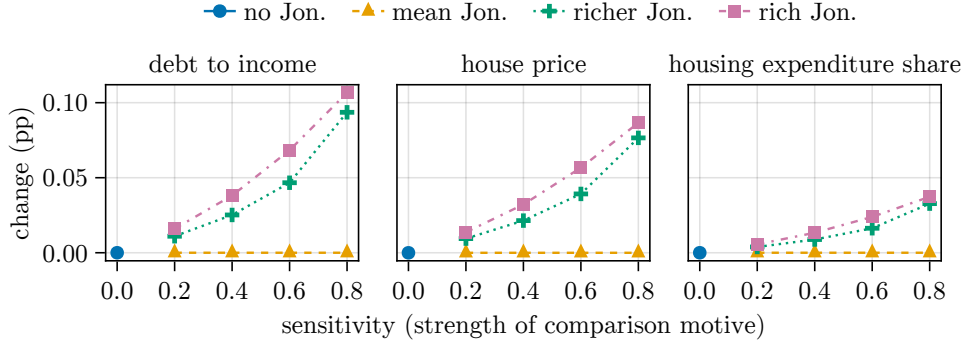 no Jon. mean Jon. richer Jon. rich Jon.
debt to income house price housing expenditure share
change (pp)
0.10
0.05
0.00
0.0 0.2 0.4 0.6 0.8 0.0 0.2 0.4 0.6 0.8 0.0 0.2 0.4 0.6 0.8
sensitivity (strength of comparison motive)